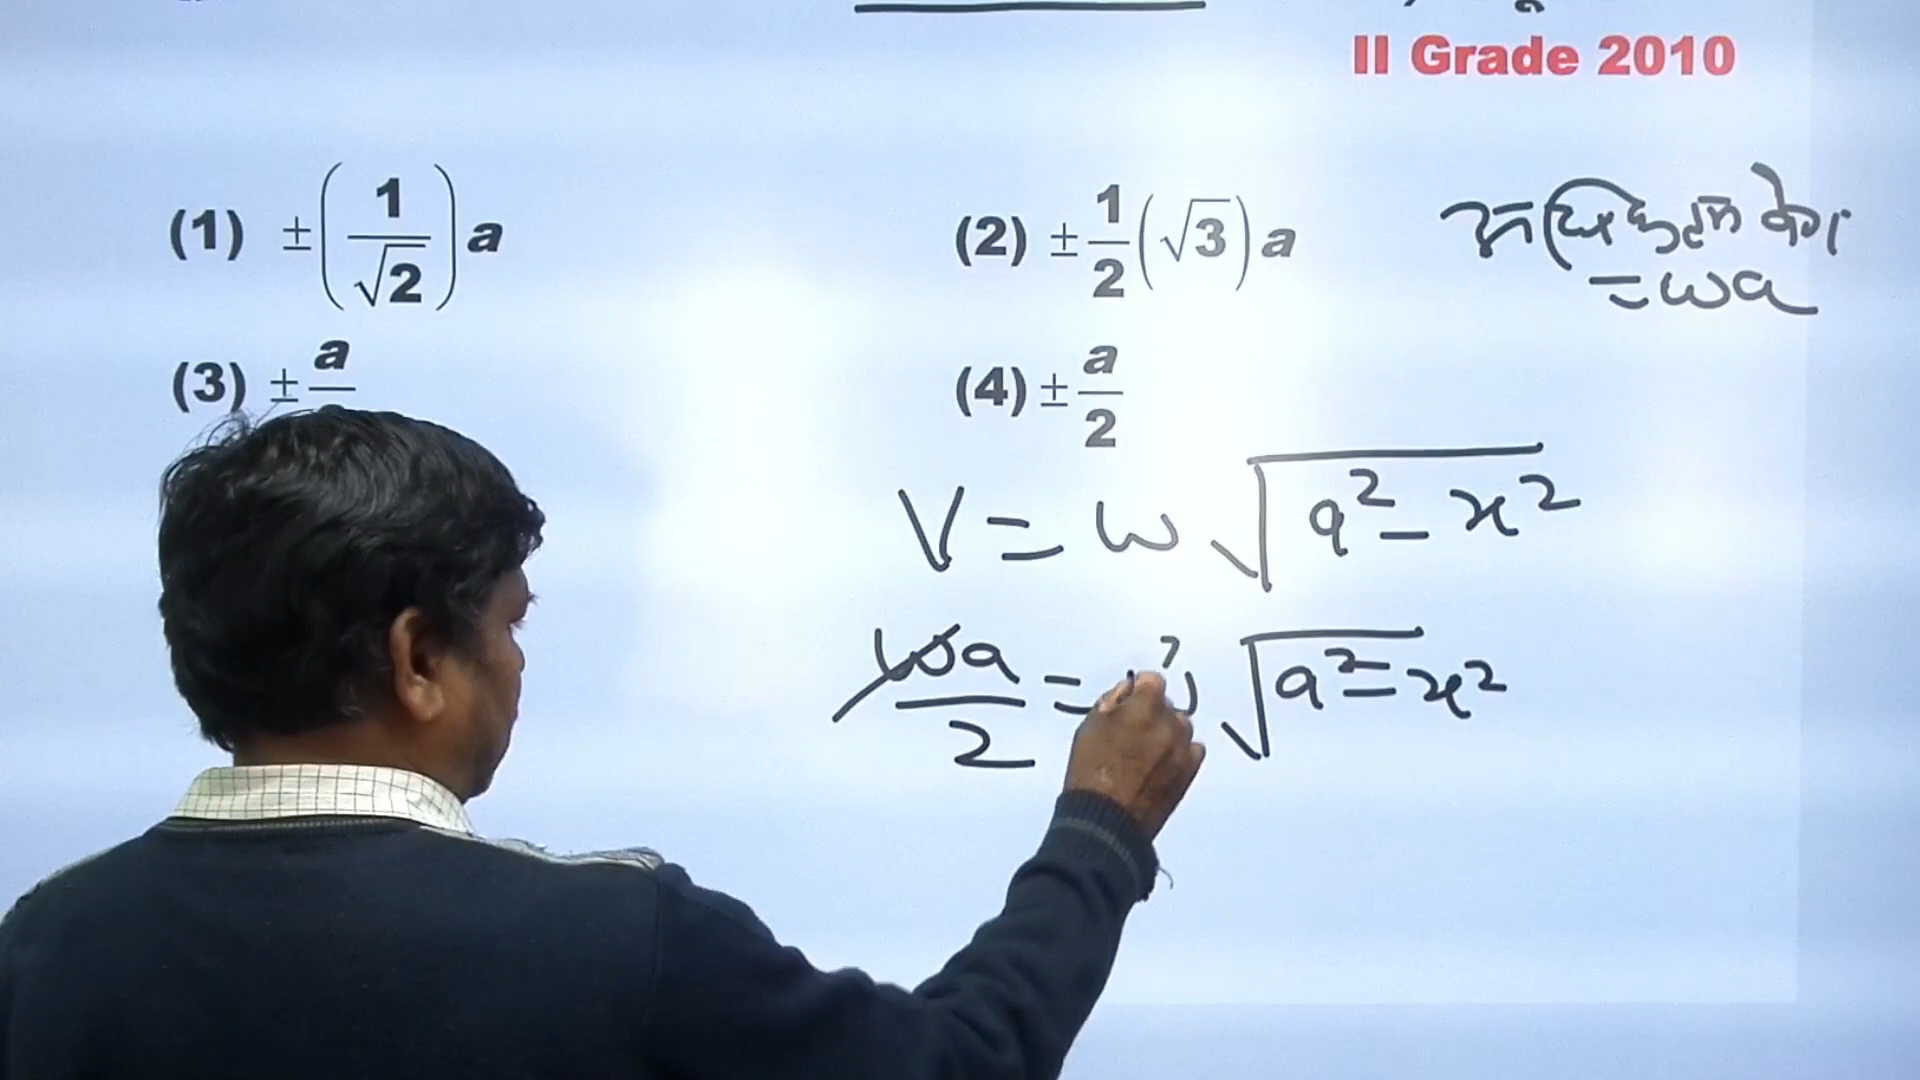 II Grade 2010
(1) ±(1/√2)a
(2) ±1/2(√3)a
अधिकतम वेग
= ωa
(3) ±a/
(4) ±a/2
V = ω√(a² - x²)
ωa/2 = ω√(a² - x²)